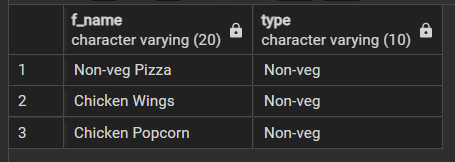 f_name type
character varying (20) character varying (10)
1 Non-veg Pizza Non-veg
2 Chicken Wings Non-veg
3 Chicken Popcorn Non-veg